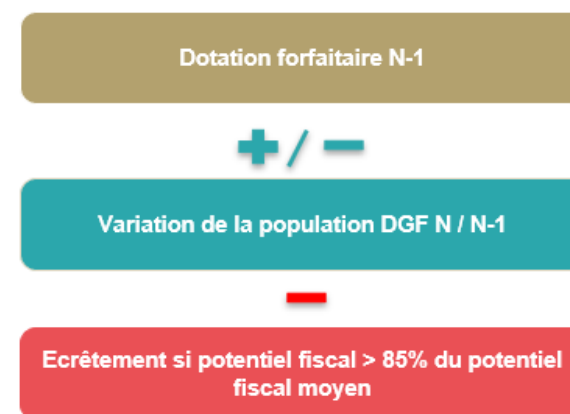 Dotation forfaitaire N-1
+ / −
Variation de la population DGF N / N-1
−
Ecrêtement si potentiel fiscal > 85% du potentiel
fiscal moyen